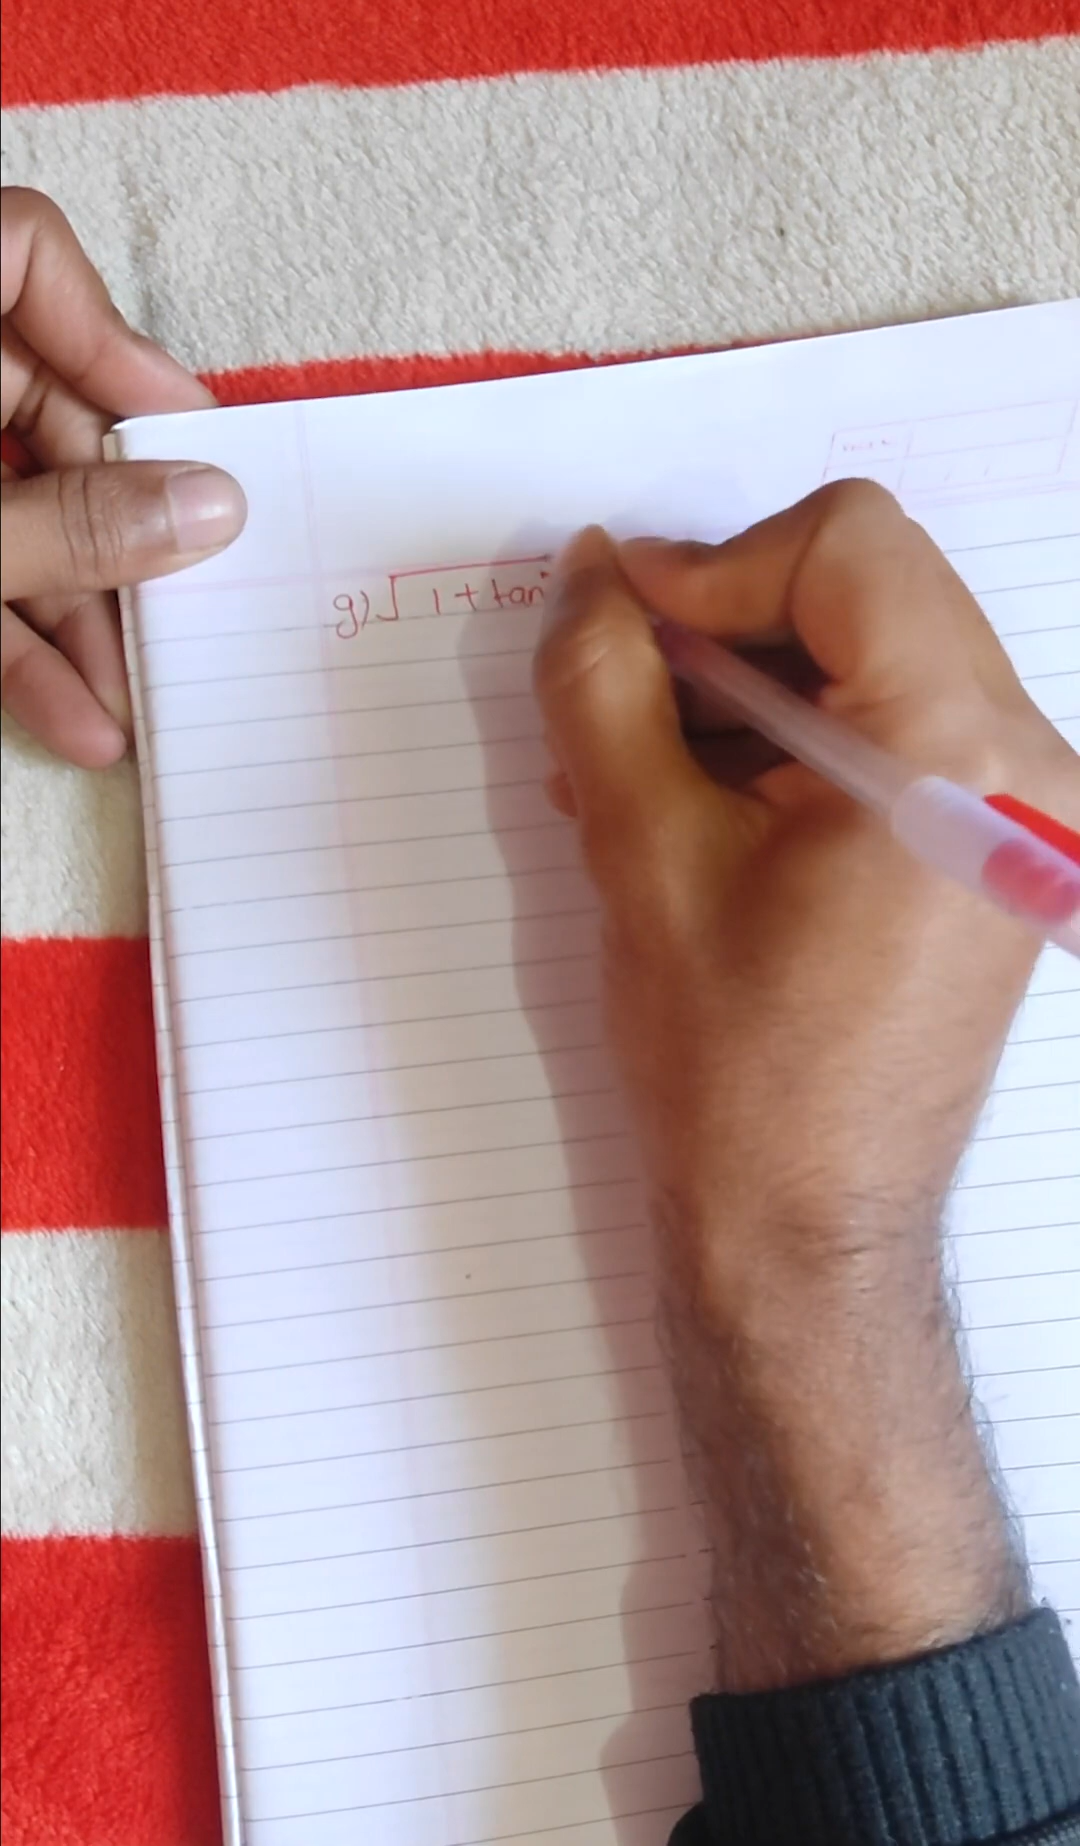 g) √1 + tan